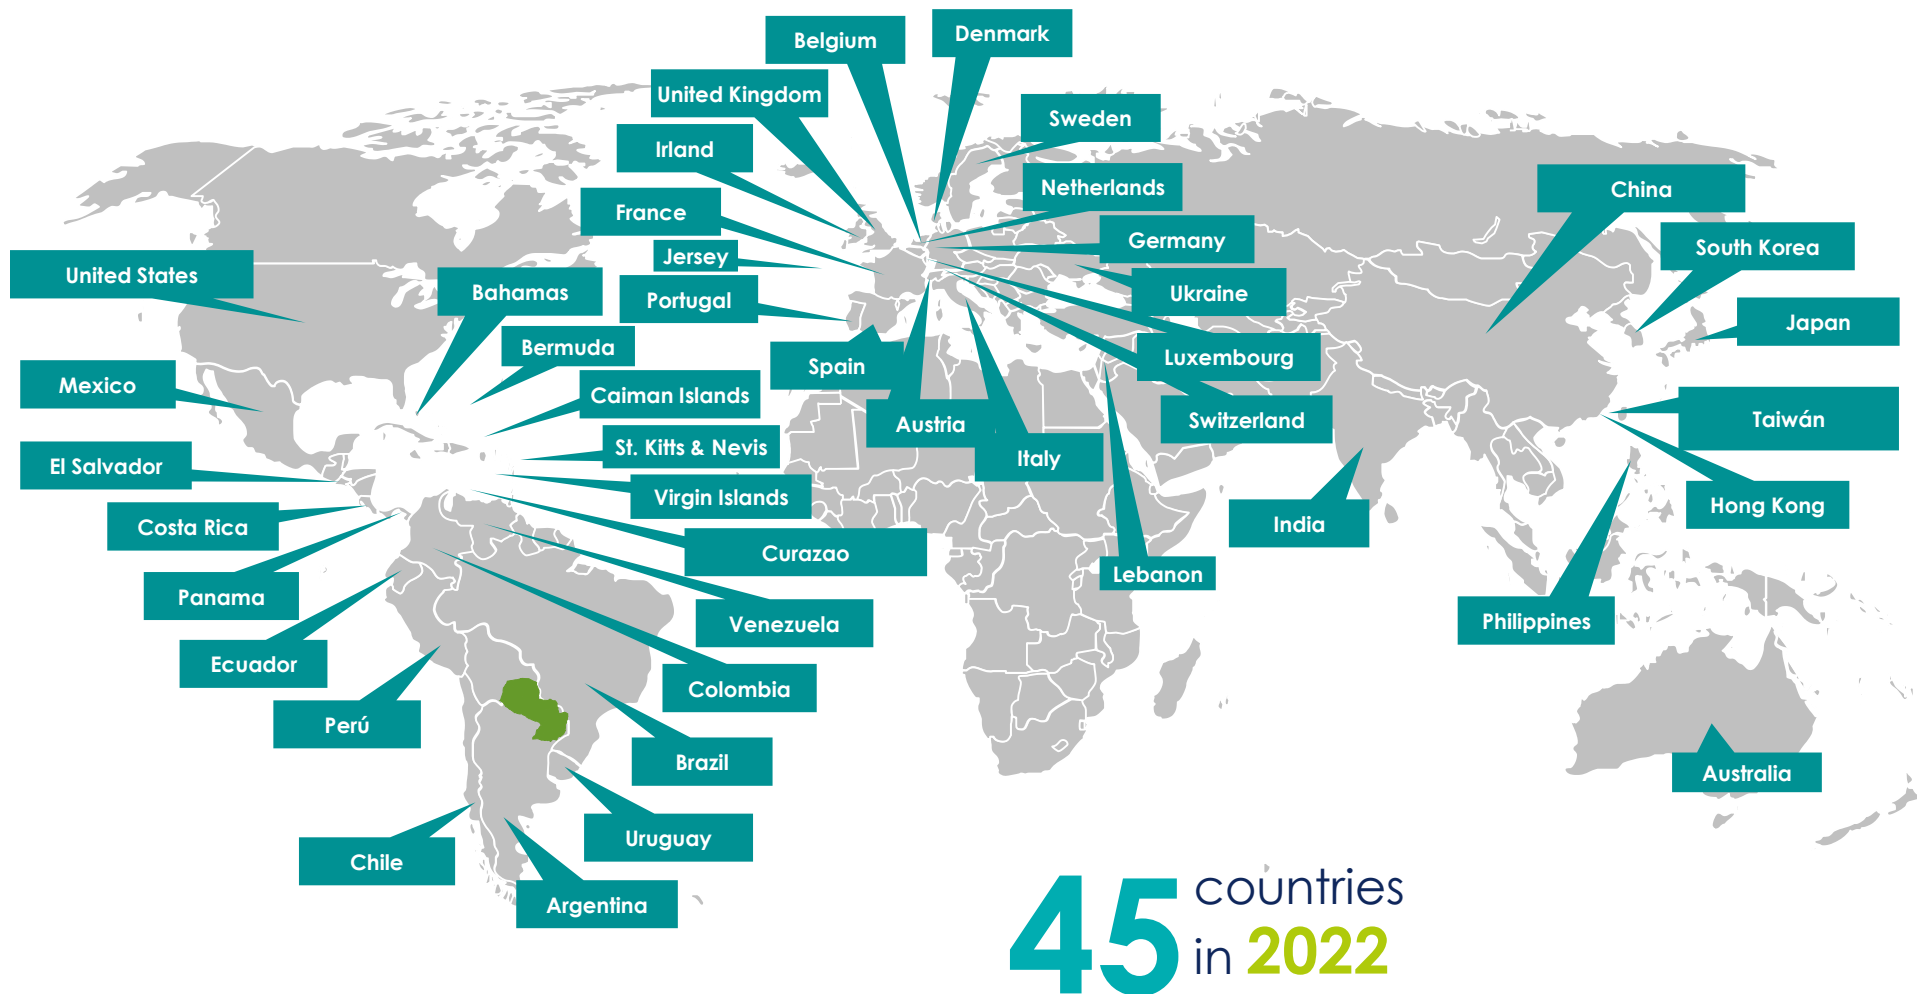 Belgium
Denmark
United Kingdom
Sweden
Irland
Netherlands
China
France
Germany
South Korea
Jersey
United States
Bahamas
Portugal
Ukraine
Japan
Bermuda
Spain
Luxembourg
Mexico
Caiman Islands
Austria
Switzerland
Taiwán
St. Kitts & Nevis
Italy
El Salvador
Virgin Islands
Hong Kong
Costa Rica
India
Curazao
Lebanon
Panama
Venezuela
Philippines
Ecuador
Colombia
Perú
Brazil
Australia
Uruguay
Chile
Argentina
45 countries
in 2022